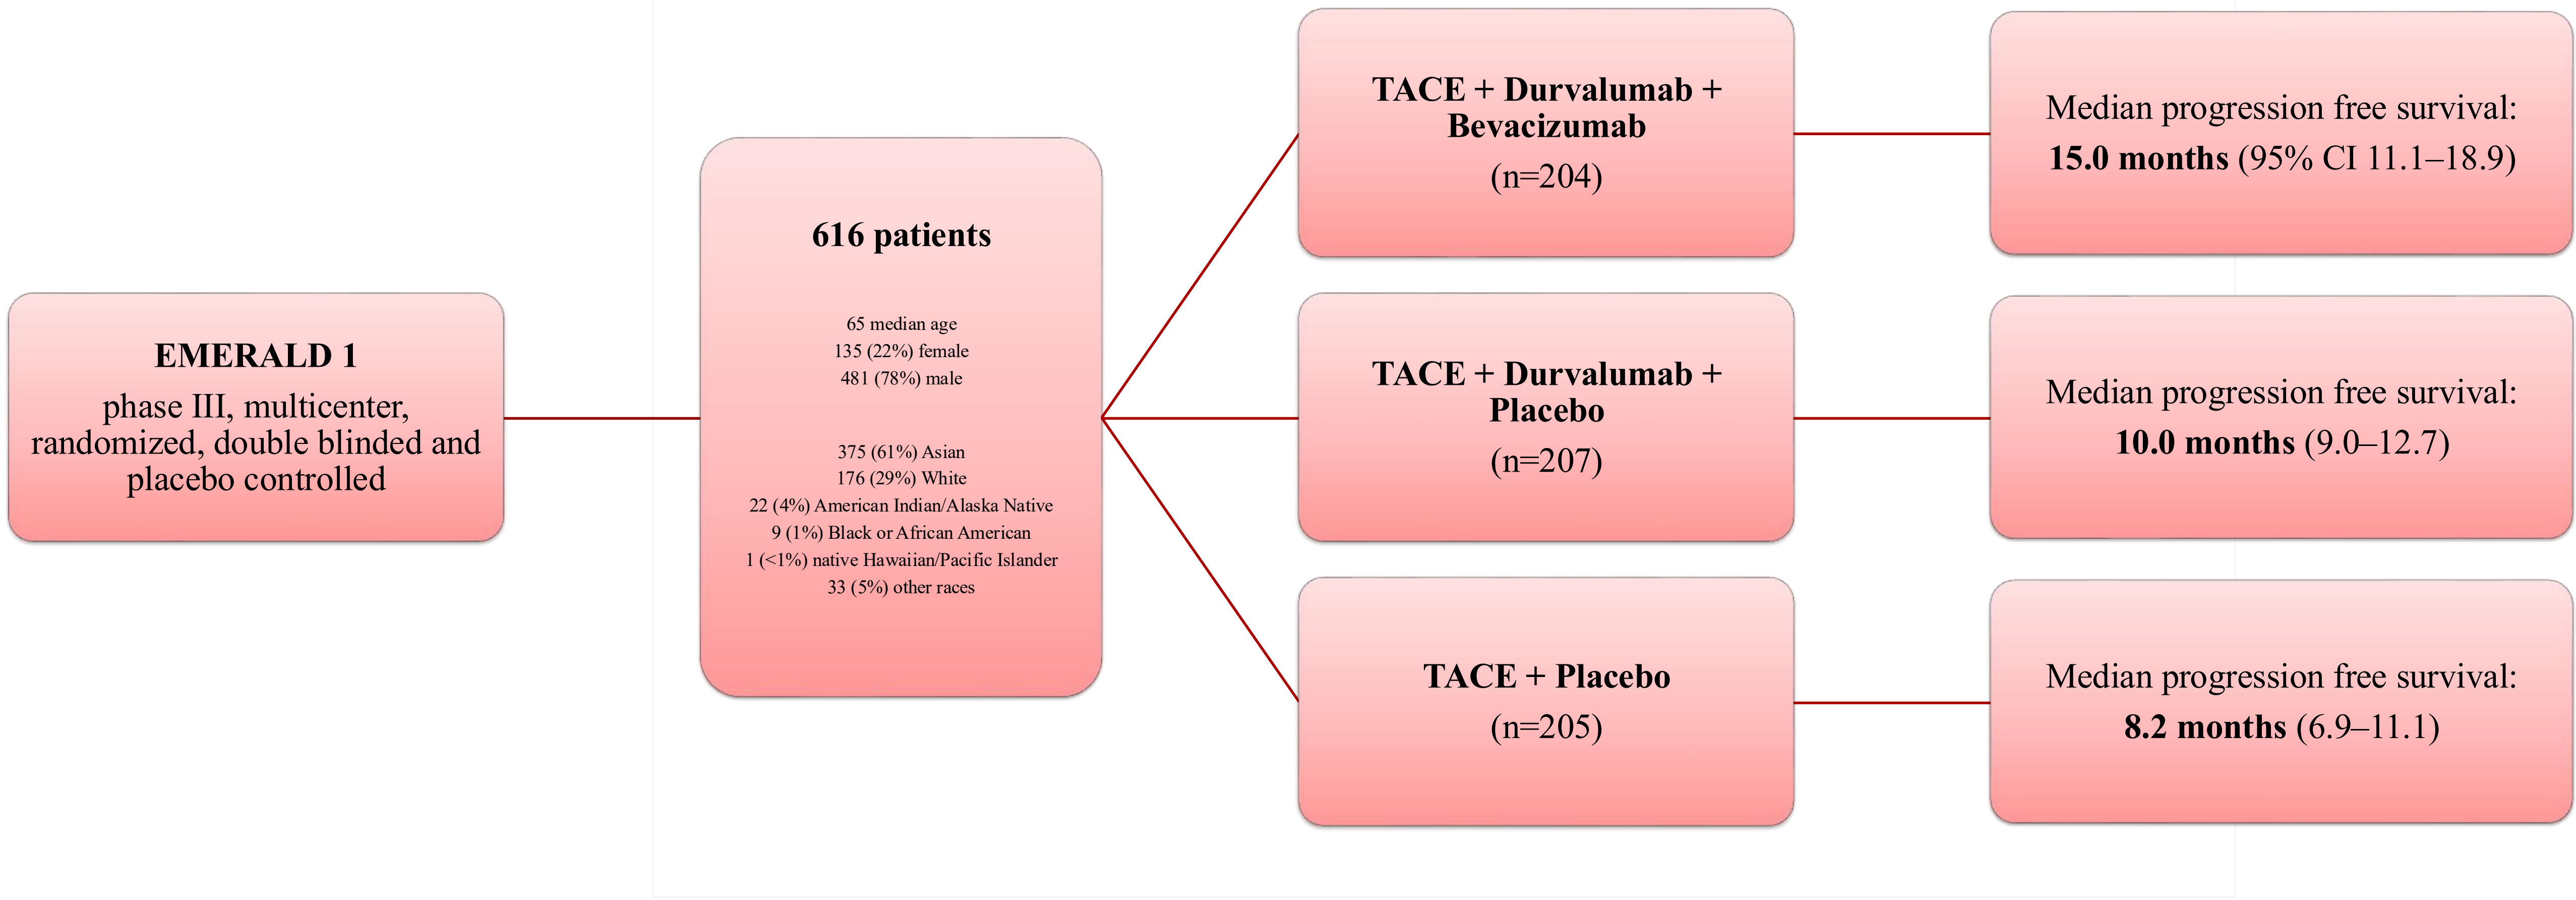 EMERALD 1
phase III, multicenter,
randomized, double blinded and
placebo controlled
616 patients
65 median age
135 (22%) female
481 (78%) male
375 (61%) Asian
176 (29%) White
22 (4%) American Indian/Alaska Native
9 (1%) Black or African American
1 (<1%) native Hawaiian/Pacific Islander
33 (5%) other races
TACE + Durvalumab +
Bevacizumab
(n=204)
Median progression free survival:
15.0 months (95% CI 11.1–18.9)
TACE + Durvalumab +
Placebo
(n=207)
Median progression free survival:
10.0 months (9.0–12.7)
TACE + Placebo
(n=205)
Median progression free survival:
8.2 months (6.9–11.1)